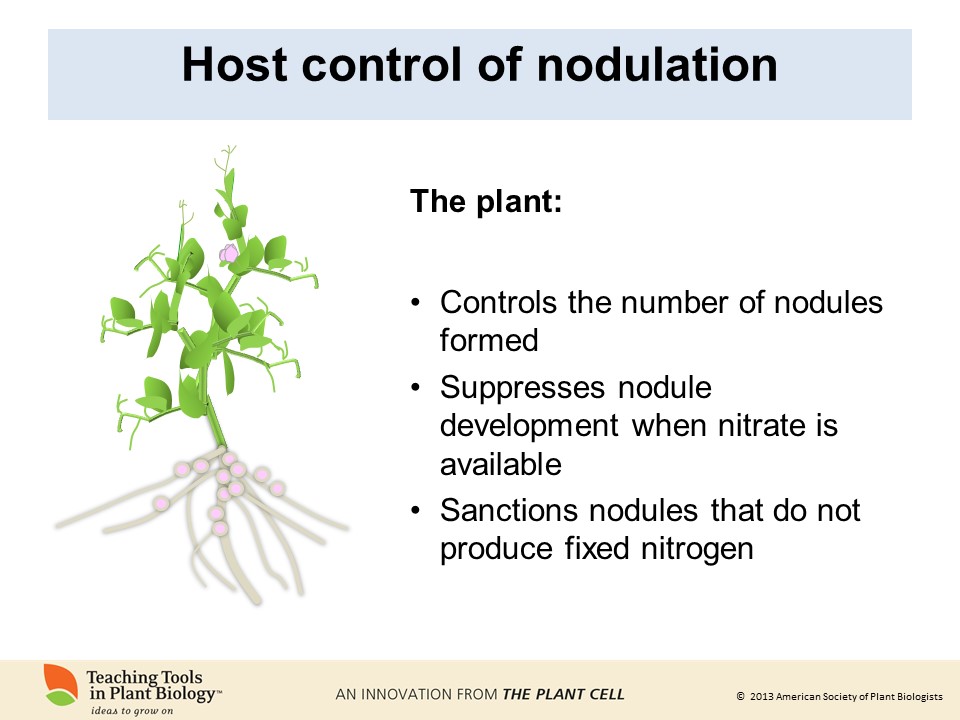 Host control of nodulation
The plant:
• Controls the number of nodules
formed
• Suppresses nodule
development when nitrate is
available
• Sanctions nodules that do not
produce fixed nitrogen
Teaching Tools
in Plant Biology™
ideas to grow on
AN INNOVATION FROM THE PLANT CELL
© 2013 American Society of Plant Biologists